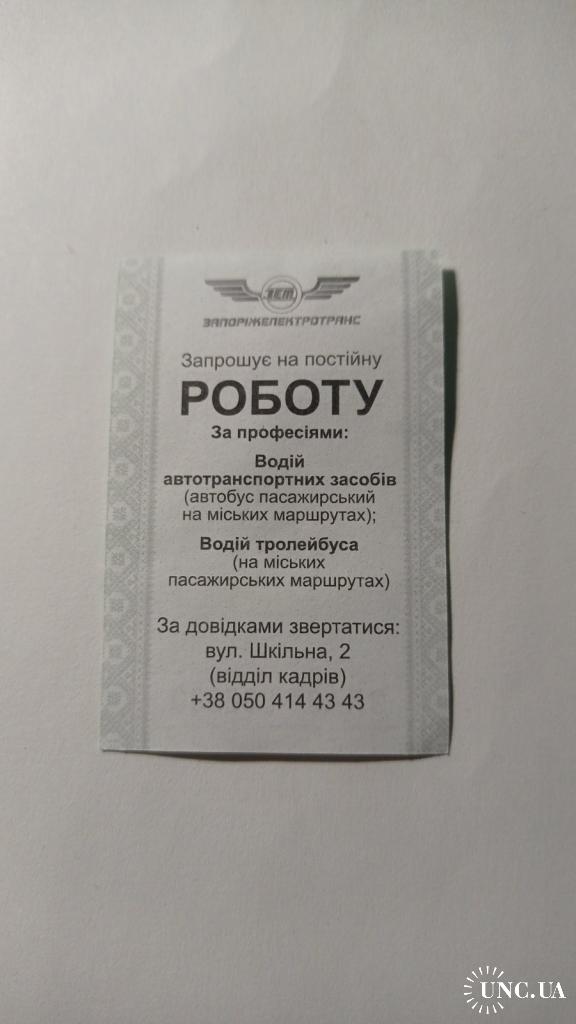 ЗЕТ
ЗАПОРІЖЕЛЕКТРОТРАНС
Запрошує на постійну
РОБОТУ
За професіями:
Водій
автотранспортних засобів
(автобус пасажирський
на міських маршрутах);
Водій тролейбуса
(на міських
пасажирських маршрутах)
За довідками звертатися:
вул. Шкільна, 2
(відділ кадрів)
+38 050 414 43 43
UNC.UA